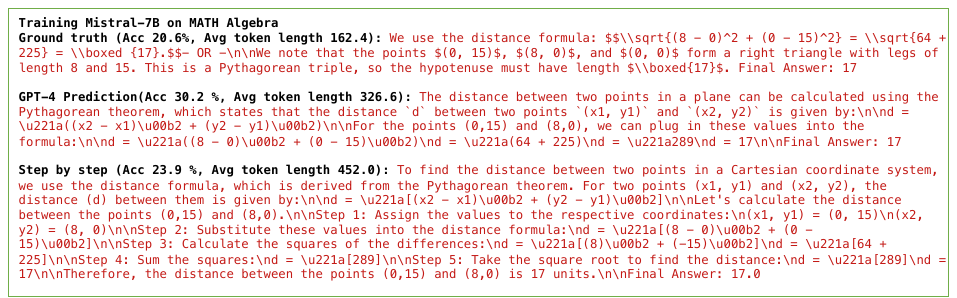 Training Mistral-7B on MATH Algebra
Ground truth (Acc 20.6%, Avg token length 162.4): We use the distance formula: $$\\sqrt{(8 − 0)^2 + (0 − 15)^2} = \\sqrt{64 +
225} = \\boxed {17}.$$− OR −\n\nWe note that the points $(0, 15)$, $(8, 0)$, and $(0, 0)$ form a right triangle with legs of
length 8 and 15. This is a Pythagorean triple, so the hypotenuse must have length $\\boxed{17}$. Final Answer: 17
GPT−4 Prediction(Acc 30.2 %, Avg token length 326.6): The distance between two points in a plane can be calculated using the
Pythagorean theorem, which states that the distance `d` between two points `(x1, y1)` and `(x2, y2)` is given by:\n\nd =
\u221a((x2 − x1)\u00b2 + (y2 − y1)\u00b2)\n\nFor the points (0,15) and (8,0), we can plug in these values into the
formula:\n\nd = \u221a((8 − 0)\u00b2 + (0 − 15)\u00b2)\nd = \u221a(64 + 225)\nd = \u221a289\nd = 17\n\nFinal Answer: 17
Step by step (Acc 23.9 %, Avg token length 452.0): To find the distance between two points in a Cartesian coordinate system,
we use the distance formula, which is derived from the Pythagorean theorem. For two points (x1, y1) and (x2, y2), the
distance (d) between them is given by:\n\nd = \u221a[(x2 − x1)\u00b2 + (y2 − y1)\u00b2]\n\nLet's calculate the distance
between the points (0,15) and (8,0).\n\nStep 1: Assign the values to the respective coordinates:\n(x1, y1) = (0, 15)\n(x2,
y2) = (8, 0)\n\nStep 2: Substitute these values into the distance formula:\nd = \u221a[(8 − 0)\u00b2 + (0 −
15)\u00b2]\n\nStep 3: Calculate the squares of the differences:\nd = \u221a[(8)\u00b2 + (−15)\u00b2]\nd = \u221a[64 +
225]\n\nStep 4: Sum the squares:\nd = \u221a[289]\n\nStep 5: Take the square root to find the distance:\nd = \u221a[289]\nd =
17\n\nTherefore, the distance between the points (0,15) and (8,0) is 17 units.\n\nFinal Answer: 17.0